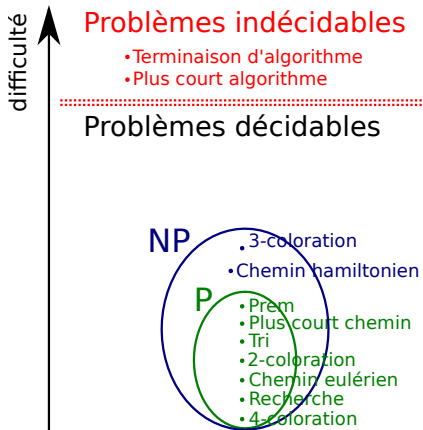 difficulté
Problèmes indécidables
•Terminaison d'algorithme
•Plus court algorithme
Problèmes décidables
NP
•3-coloration
•Chemin hamiltonien
P
•Prem
•Plus court chemin
•Tri
•2-coloration
•Chemin eulérien
•Recherche
•4-coloration